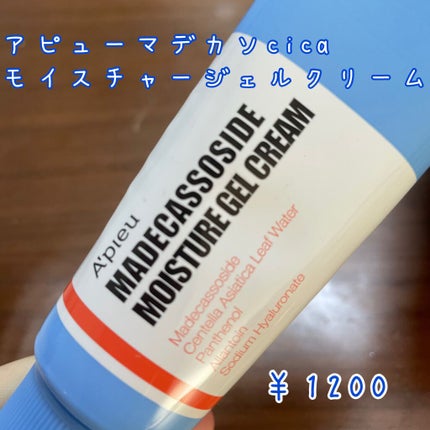 アピューマデカソcica
モイスチャージェルクリーム
A'PIEU
MADECASSOSIDE
MOISTURE GEL CREAM
Madecassoside
Centella Asiatica Leaf Water
Panthenol
Allantoin
Sodium Hyaluronate
¥1200